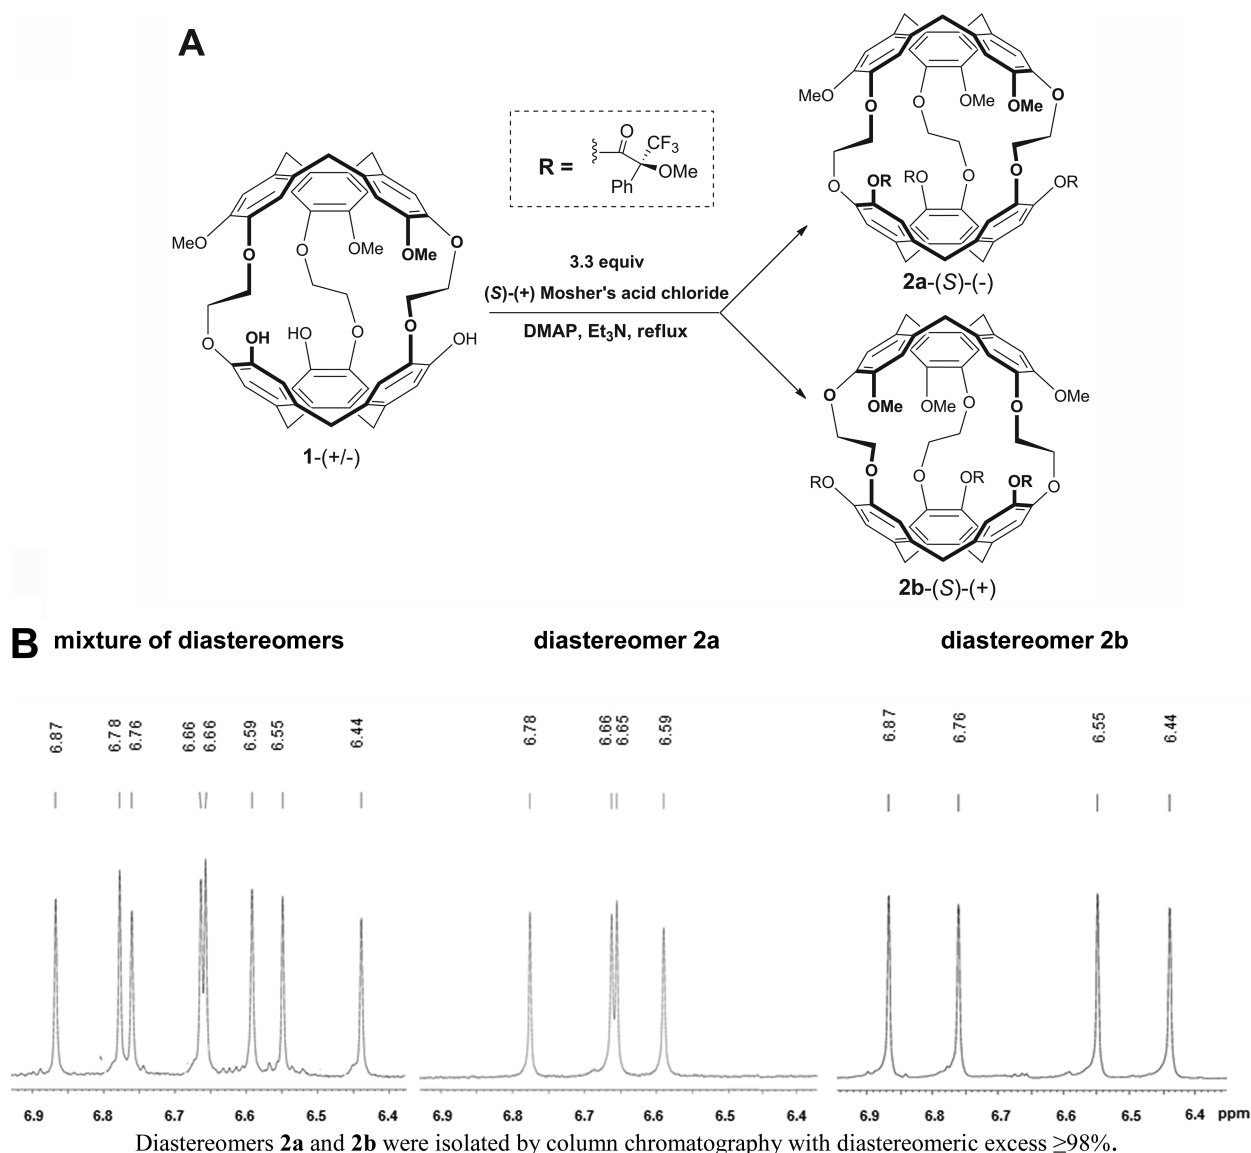 A
MeO
O
O
OMe
OMe
O
O
OH
HO
O
O
OH
1-(+/-)
R =
O
CF3
OMe
Ph
3.3 equiv
(S)-(+) Mosher's acid chloride
DMAP, Et3N, reflux
MeO
O
O
OMe
OMe
O
O
OR
RO
O
O
OR
2a-(S)-(-)
O
OMe
OMe
O
O
OMe
RO
O
O
OR
OR
O
2b-(S)-(+)
B
mixture of diastereomers
diastereomer 2a
diastereomer 2b
6.87 6.78 6.76 6.66 6.66 6.59 6.55 6.44
6.78 6.66 6.65 6.59
6.87 6.76 6.55 6.44
6.9 6.8 6.7 6.6 6.5 6.4
6.9 6.8 6.7 6.6 6.5 6.4
6.9 6.8 6.7 6.6 6.5 6.4 ppm
Diastereomers 2a and 2b were isolated by column chromatography with diastereomeric excess ≥98%.